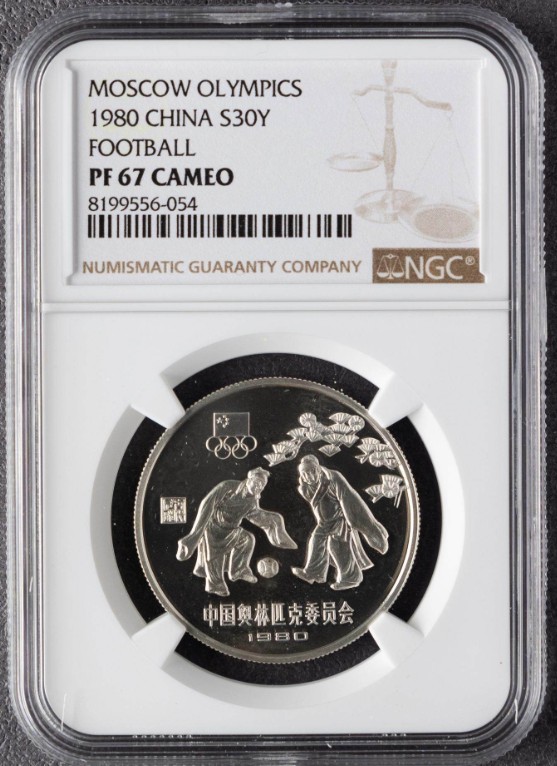 MOSCOW OLYMPICS
1980 CHINA S30Y
FOOTBALL
PF 67 CAMEO
8199556-054
NUMISMATIC GUARANTY COMPANY
NGC®
中国奥林匹克委员会
1980